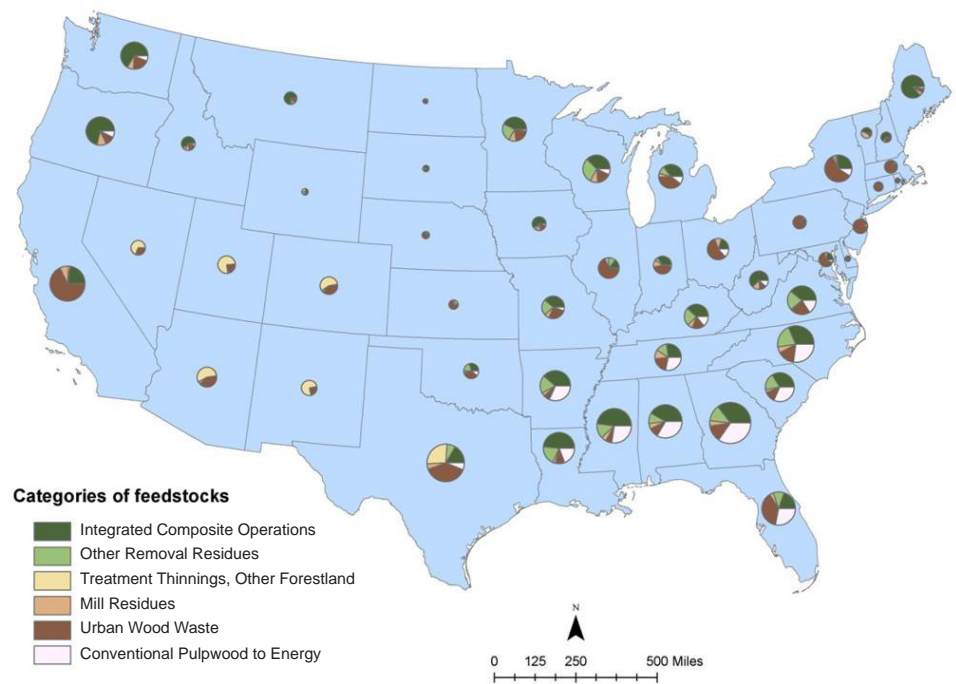 Categories of feedstocks
Integrated Composite Operations
Other Removal Residues
Treatment Thinnings, Other Forestland
Mill Residues
Urban Wood Waste
Conventional Pulpwood to Energy
N
0 125 250 500 Miles